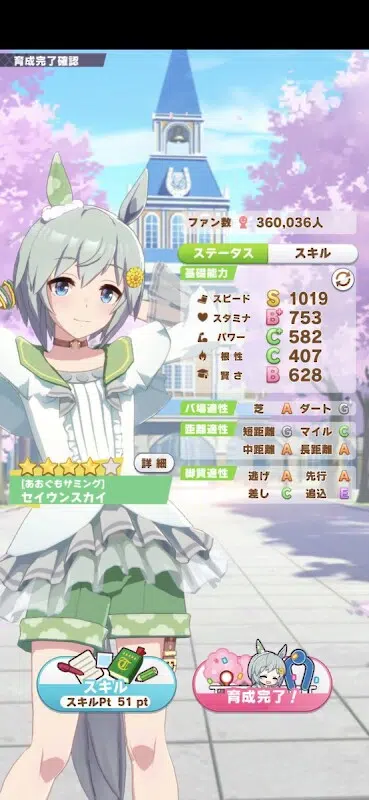 育成完了確認
ファン数 360,036人
ステータス スキル
基礎能力
スピード S 1019
スタミナ B+ 753
パワー C+ 582
根性 C 407
賢さ B 628
バ場適性 芝 A ダート G
距離適性 短距離 G マイル C
中距離 A 長距離 A
脚質適性 逃げ A 先行 A
差し C 追込 E
詳細
[あおぐもサミング]
セイウンスカイ
スキル
スキルPt 51 pt
育成完了!